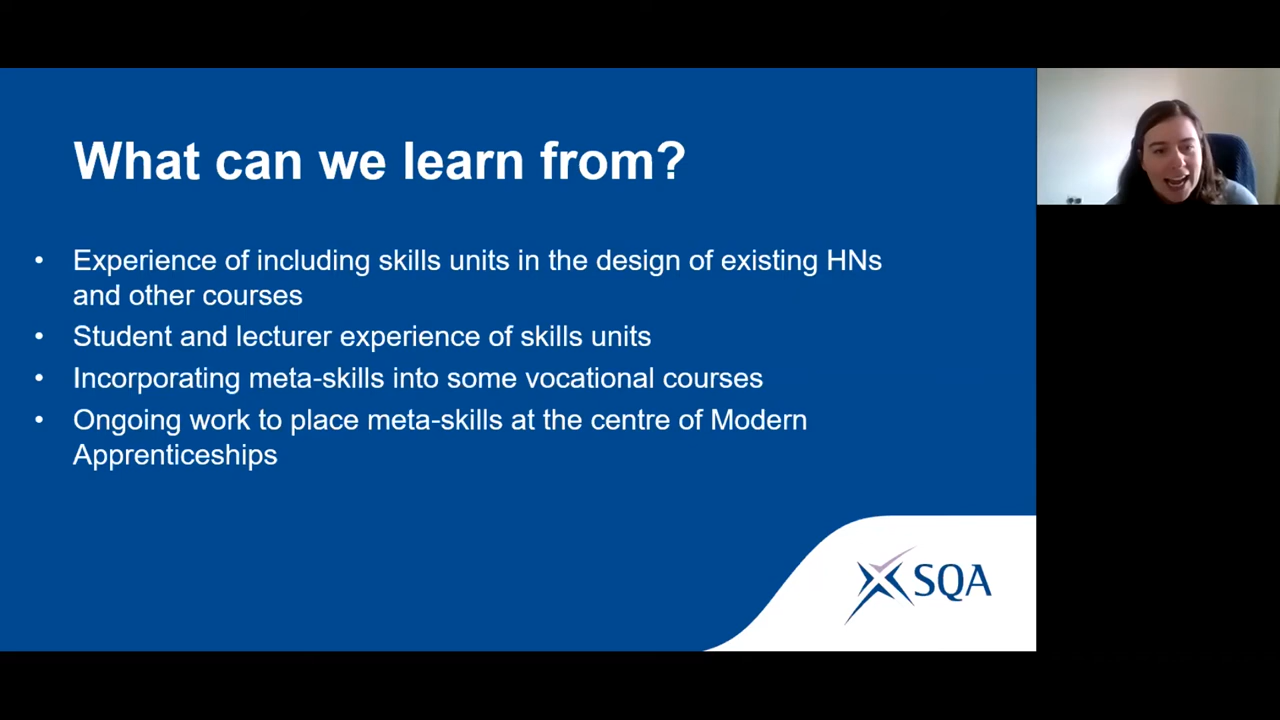 What can we learn from?
• Experience of including skills units in the design of existing HNs
and other courses
• Student and lecturer experience of skills units
• Incorporating meta-skills into some vocational courses
• Ongoing work to place meta-skills at the centre of Modern
Apprenticeships
SQA